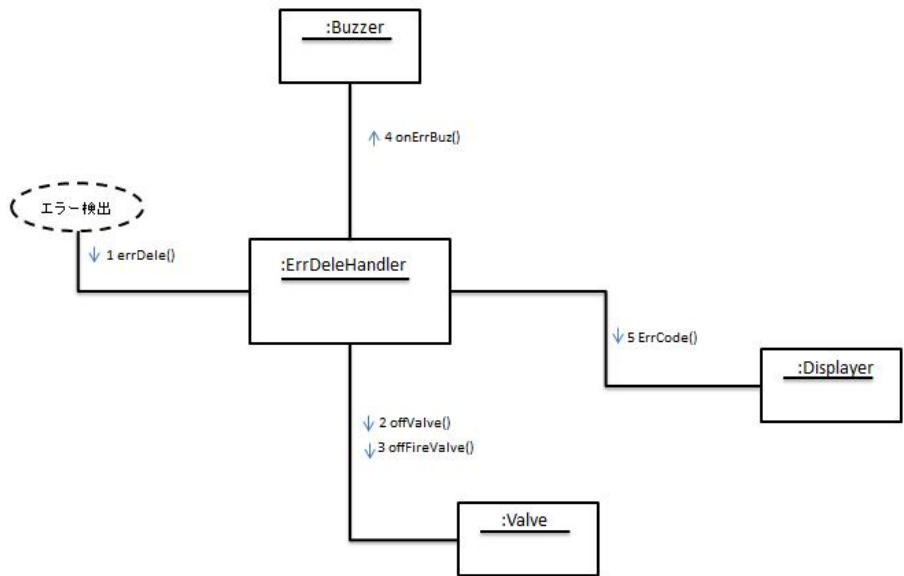 :Buzzer
4 onErrBuz()
エラー検出
1 errDele()
:ErrDeleHandler
5 ErrCode()
:Displayer
2 offValve()
3 offFireValve()
:Valve